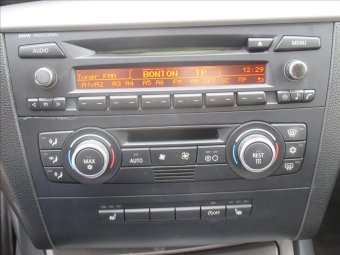 BMW PROFESSIONAL
AUDIO
MENU
Tuner FMA [ BONTON TP ] 12:29
A1/A2 A3 A4 A5/A6 FM AM SET SC TP
MAX
AUTO
REST
OFF